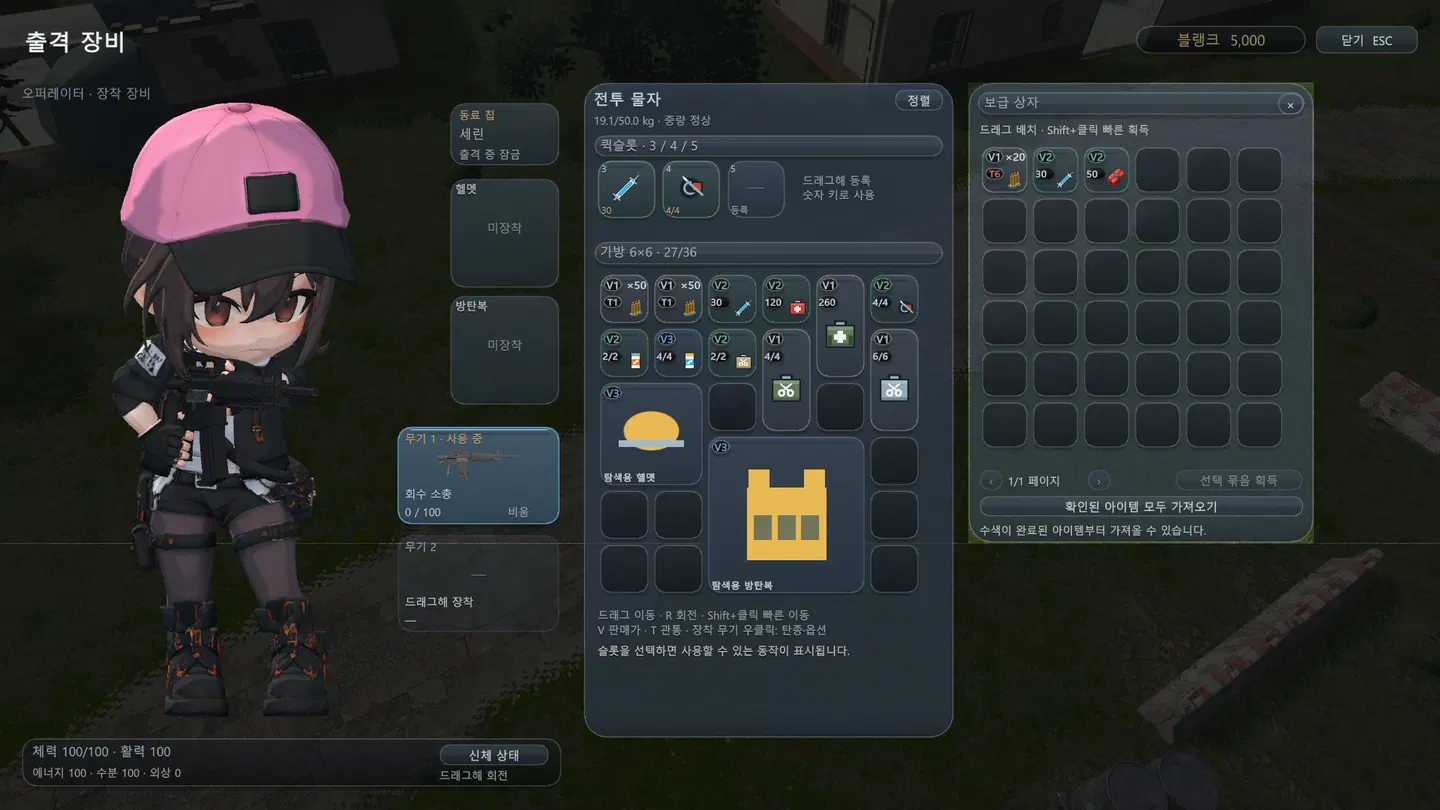 출격 장비
블랭크 5,000
닫기 ESC
오퍼레이터 · 장착 장비
동료 칩
세린
출격 중 잠금
헬멧
미장착
방탄복
미장착
무기 1 · 사용 중
회수 소총
0 / 100 비움
무기 2
—
드래그해 장착
—
체력 100/100 · 활력 100
에너지 100 · 수분 100 · 외상 0
신체 상태
드래그해 회전
전투 물자
정렬
19.1/50.0 kg · 중량 정상
퀵슬롯 · 3 / 4 / 5
3
30
4
4/4
5
—
등록
드래그해 등록
숫자 키로 사용
가방 6×6 · 27/36
V1 ×50
T1
V1 ×50
T1
V2
30
V2
120
V1
260
V2
4/4
V2
2/2
V3
4/4
V2
2/2
V1
4/4
V1
6/6
V3
탐색용 헬멧
V3
탐색용 방탄복
드래그 이동 · R 회전 · Shift+클릭 빠른 이동
V 판매가 · T 관통 · 장착 무기 우클릭: 탄종·옵션
슬롯을 선택하면 사용할 수 있는 동작이 표시됩니다.
보급 상자
×
드래그 배치 · Shift+클릭 빠른 획득
V1 ×20
T6
V2
30
V2
50
‹ 1/1 페이지 ›
선택 묶음 획득
확인된 아이템 모두 가져오기
수색이 완료된 아이템부터 가져올 수 있습니다.